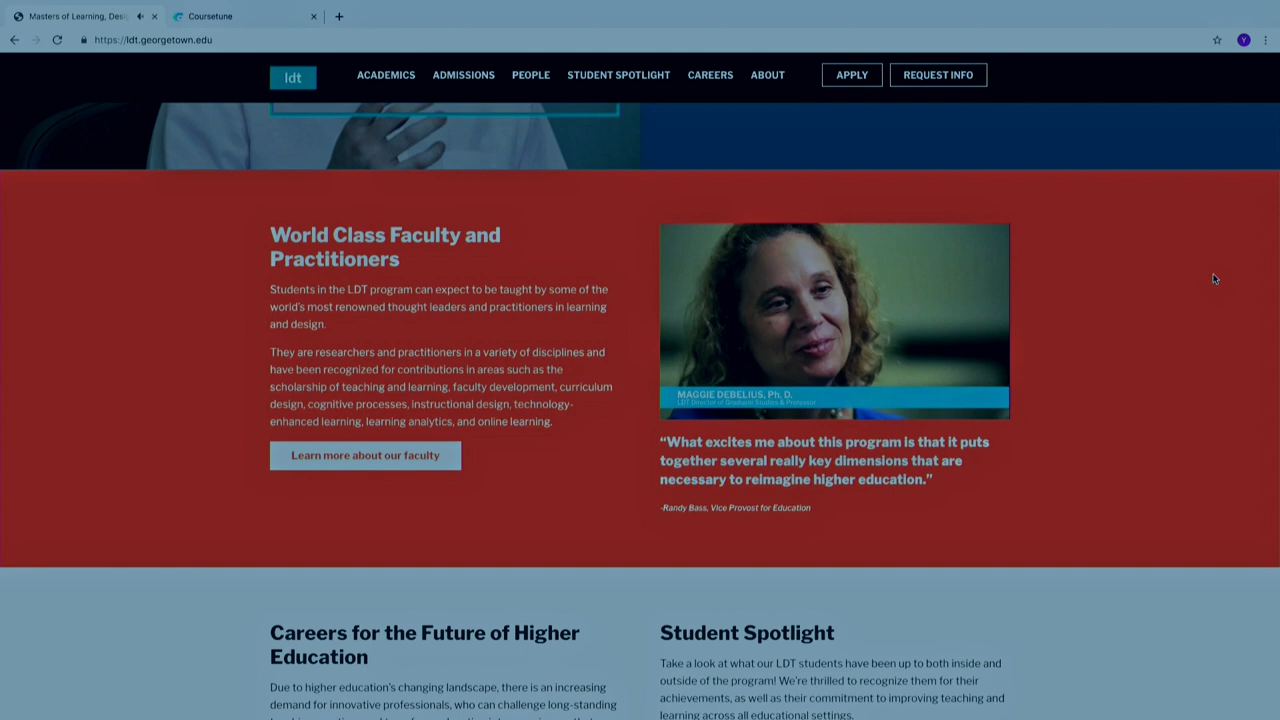 Masters of Learning, Desi
Coursetune
https://ldt.georgetown.edu
Y
ldt
ACADEMICS
ADMISSIONS
PEOPLE
STUDENT SPOTLIGHT
CAREERS
ABOUT
APPLY
REQUEST INFO
World Class Faculty and
Practitioners
Students in the LDT program can expect to be taught by some of the
world's most renowned thought leaders and practitioners in learning
and design.
They are researchers and practitioners in a variety of disciplines and
have been recognized for contributions in areas such as the
scholarship of teaching and learning, faculty development, curriculum
design, cognitive processes, instructional design, technology-
enhanced learning, learning analytics, and online learning.
Learn more about our faculty
MAGGIE DEBELIUS, Ph. D.
LDT Director of Graduate Studies & Professor
“What excites me about this program is that it puts
together several really key dimensions that are
necessary to reimagine higher education.”
-Randy Bass, Vice Provost for Education
Careers for the Future of Higher
Education
Due to higher education's changing landscape, there is an increasing
demand for innovative professionals, who can challenge long-standing
Student Spotlight
Take a look at what our LDT students have been up to both inside and
outside of the program! We're thrilled to recognize them for their
achievements, as well as their commitment to improving teaching and
learning across all educational settings.